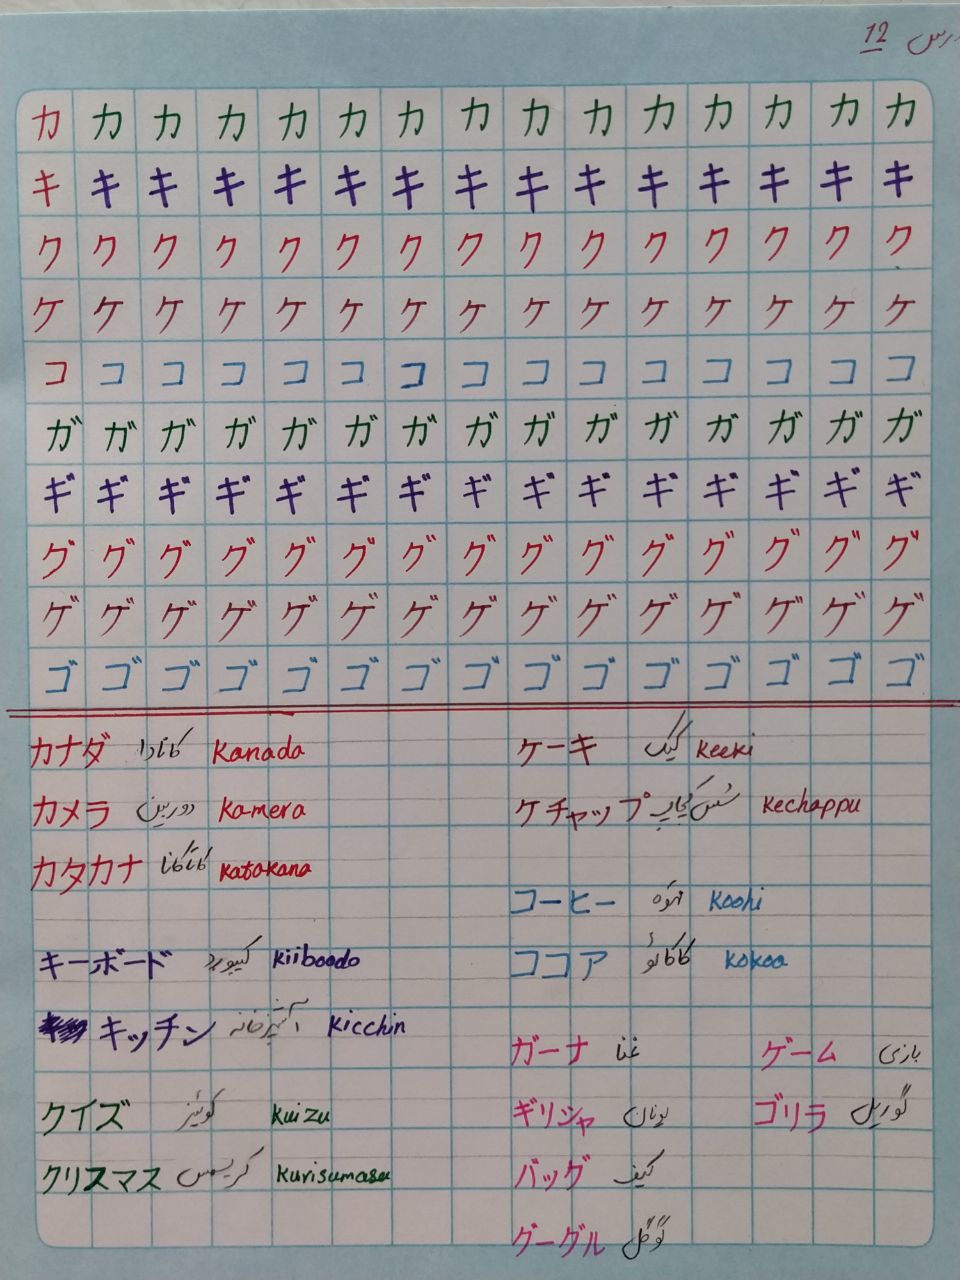 درس 12
カ カ カ カ カ カ カ カ カ カ カ カ カ カ カ
キ キ キ キ キ キ キ キ キ キ キ キ キ キ キ
ク ク ク ク ク ク ク ク ク ク ク ク ク ク ク
ケ ケ ケ ケ ケ ケ ケ ケ ケ ケ ケ ケ ケ ケ ケ
コ コ コ コ コ コ コ コ コ コ コ コ コ コ コ
ガ ガ ガ ガ ガ ガ ガ ガ ガ ガ ガ ガ ガ ガ ガ
ギ ギ ギ ギ ギ ギ ギ ギ ギ ギ ギ ギ ギ ギ ギ
グ グ グ グ グ グ グ グ グ グ グ グ グ グ グ
ゲ ゲ ゲ ゲ ゲ ゲ ゲ ゲ ゲ ゲ ゲ ゲ ゲ ゲ ゲ
ゴ ゴ ゴ ゴ ゴ ゴ ゴ ゴ ゴ ゴ ゴ ゴ ゴ ゴ ゴ
カナダ کانادا kanada
カメラ دوربین kamera
カタカナ کاتاکانا katakana
キーボード کیبورد kiiboodo
キッチン آشپزخانه kicchin
クイズ کوئیز kuizu
クリスマス کریسمس kurisumasu
ケーキ کیک keeki
ケチャップ سس کچاپ kechappu
コーヒー قهوه koohi
ココア کاکائو kokoa
ガーナ غنا
ギリシャ یونان
バッグ کیف
グーグル گوگل
ゲーム بازی
ゴリラ گوریل